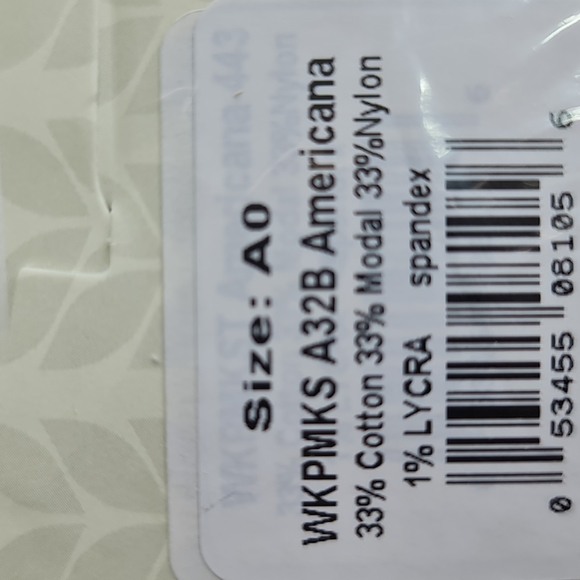 Size: A0
WKPMKS A32B Americana
33% Cotton 33% Modal 33%Nylon
1% LYCRA spandex
0 53455 08105 6